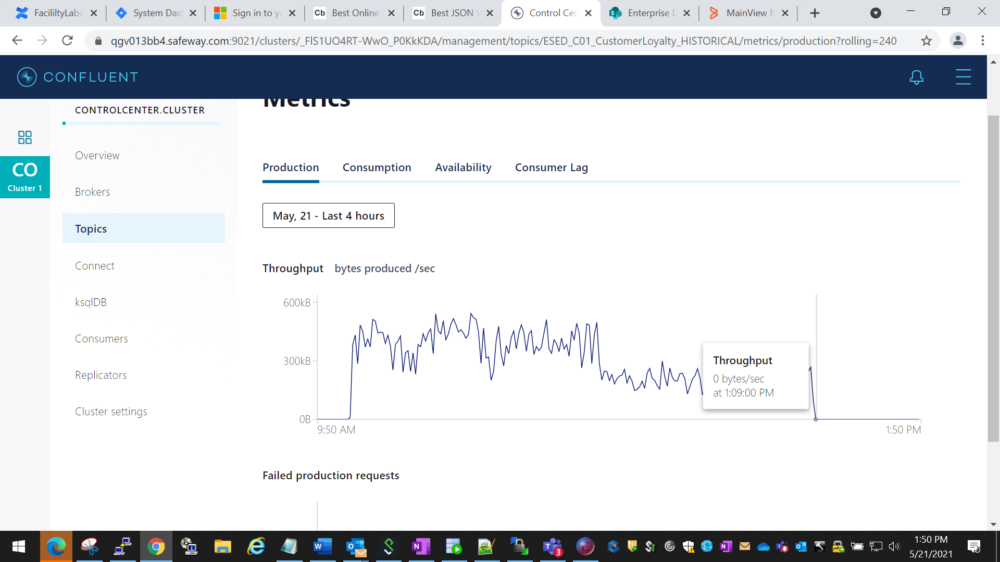 FacililtyLabo
System Das
Sign in to yo
Cb Best Online
Cb Best JSON V
Control Cen
Enterprise D
MainView M
qgv013bb4.safeway.com:9021/clusters/_FlS1UO4RT-WwO_P0KkKDA/management/topics/ESED_C01_CustomerLoyalty_HISTORICAL/metrics/production?rolling=240
CONFLUENT
Metrics
CONTROLCENTER.CLUSTER
CO
Cluster 1
Overview
Brokers
Topics
Connect
ksqlDB
Consumers
Replicators
Cluster settings
Production Consumption Availability Consumer Lag
May, 21 - Last 4 hours
Throughput bytes produced /sec
600kB
300kB
0B
9:50 AM
1:50 PM
Throughput
0 bytes/sec
at 1:09:00 PM
Failed production requests
3
1:50 PM
5/21/2021